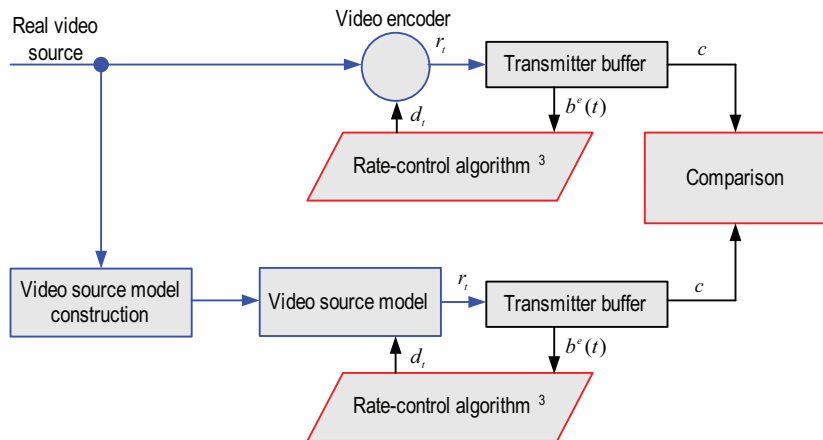 Real video
source
Video encoder
r_t
Transmitter buffer
c
d_t
b^e(t)
Rate-control algorithm ³
Comparison
Video source model
construction
Video source model
r_t
Transmitter buffer
c
d_t
b^e(t)
Rate-control algorithm ³